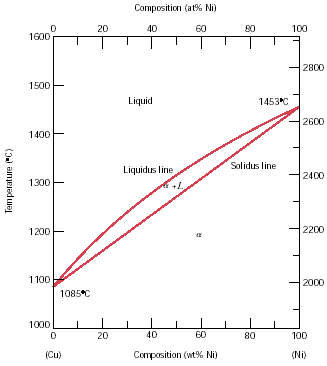 Composition (at% Ni)
0 20 40 60 80 100
1600
1500
1400
1300
1200
1100
1000
Temperature (°C)
2800
2600
2400
2200
2000
Liquid
1453°C
Liquidus line
Solidus line
α + L
α
1085°C
0 20 40 60 80 100
(Cu) Composition (wt% Ni) (Ni)